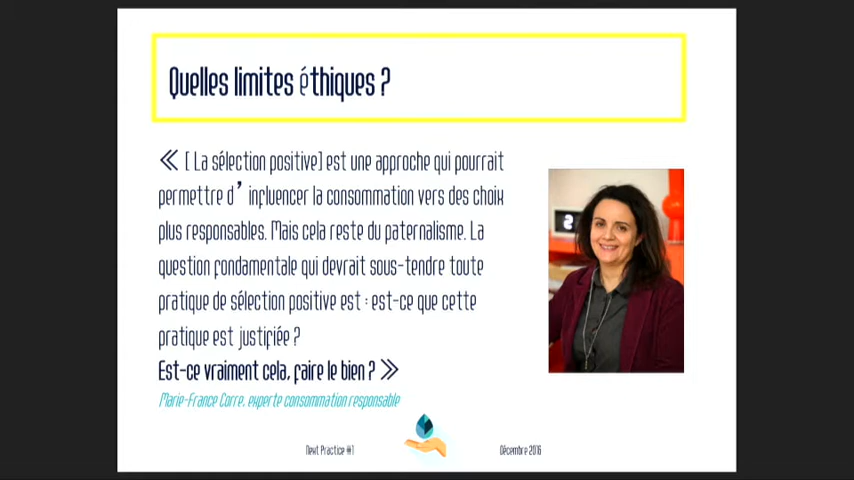 Quelles limites éthiques ?
« [ La sélection positive] est une approche qui pourrait
permettre d’ influencer la consommation vers des choix
plus responsables. Mais cela reste du paternalisme. La
question fondamentale qui devrait sous-tendre toute
pratique de sélection positive est : est-ce que cette
pratique est justifiée ?
Est-ce vraiment cela, faire le bien ? »
Marie-France Corre, experte consommation responsable
Next Practice #1
Décembre 2016